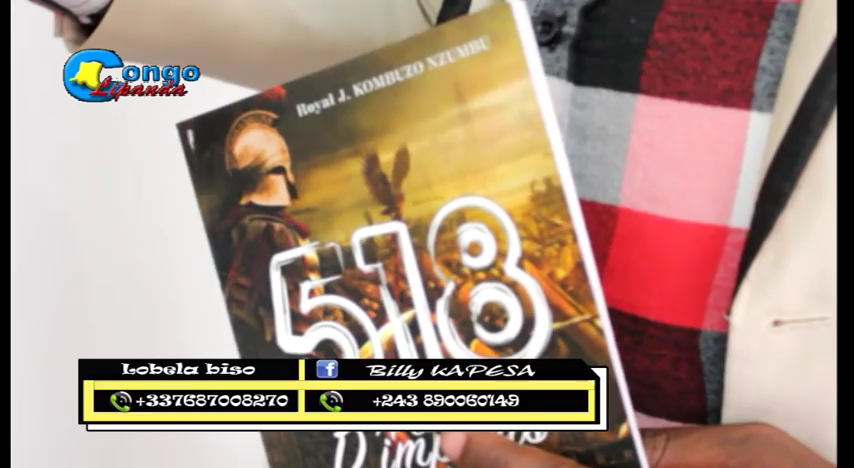 Congo
Lipanda
Royal J. KOMBUZO NZUMBU
518
Lobela biso
Billy KAPESA
+337687008270
+243 890060149